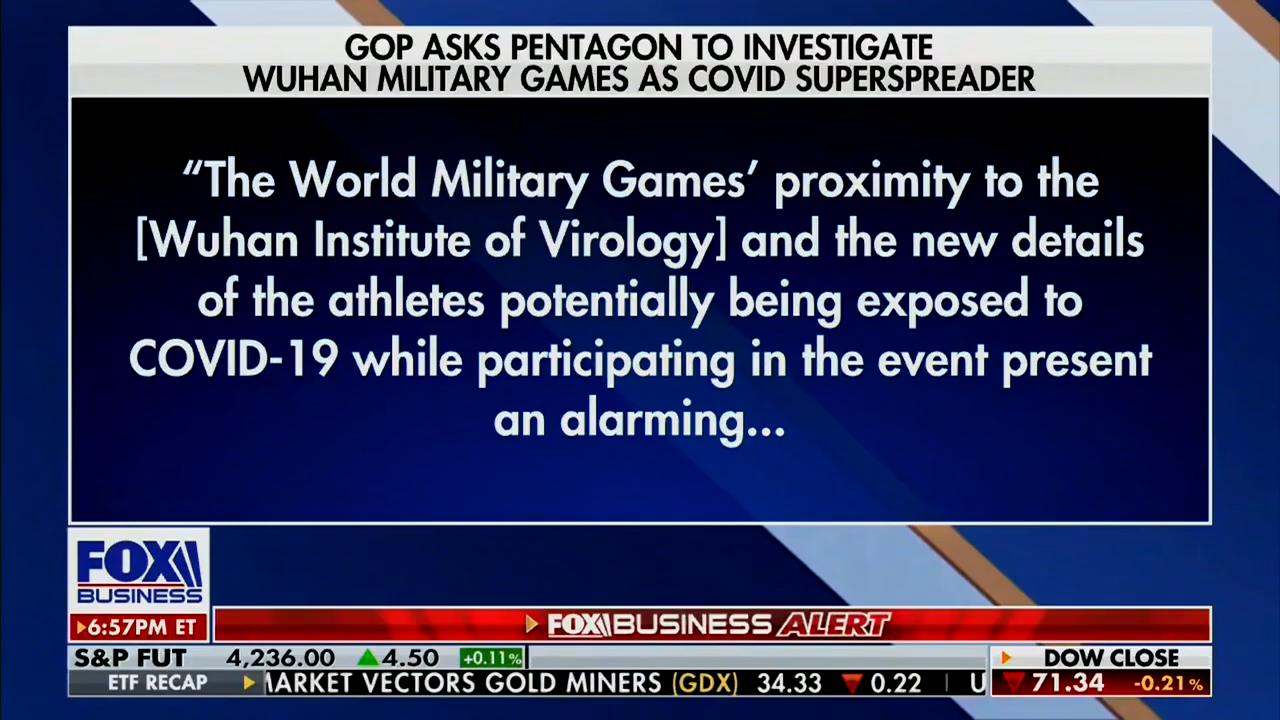 GOP ASKS PENTAGON TO INVESTIGATE
WUHAN MILITARY GAMES AS COVID SUPERSPREADER
“The World Military Games’ proximity to the
[Wuhan Institute of Virology] and the new details
of the athletes potentially being exposed to
COVID-19 while participating in the event present
an alarming...
FOX
BUSINESS
6:57PM ET
FOX BUSINESS ALERT
S&P FUT 4,236.00 4.50 +0.11%
DOW CLOSE
ETF RECAP MARKET VECTORS GOLD MINERS (GDX) 34.33 0.22 U
71.34 -0.21%